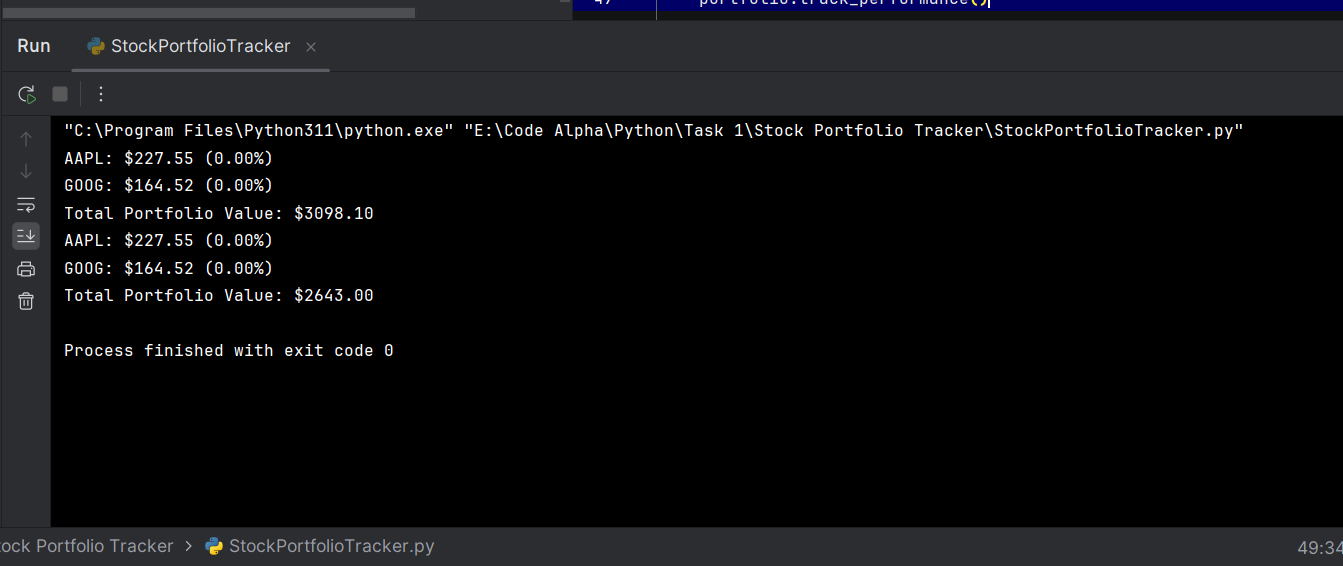 portfolio.track_performance()
Run StockPortfolioTracker
"C:\Program Files\Python311\python.exe" "E:\Code Alpha\Python\Task 1\Stock Portfolio Tracker\StockPortfolioTracker.py"
AAPL: $227.55 (0.00%)
GOOG: $164.52 (0.00%)
Total Portfolio Value: $3098.10
AAPL: $227.55 (0.00%)
GOOG: $164.52 (0.00%)
Total Portfolio Value: $2643.00
Process finished with exit code 0
ock Portfolio Tracker > StockPortfolioTracker.py
49:34